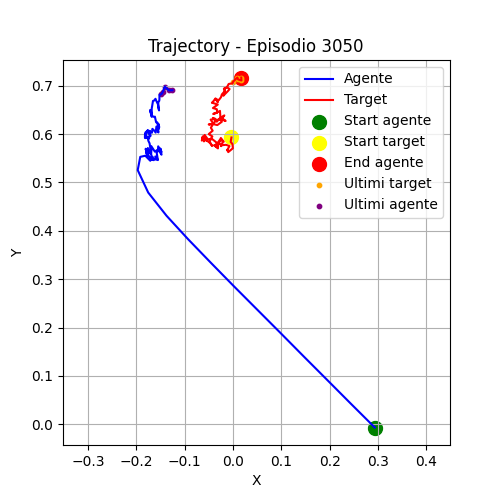 Trajectory - Episodio 3050
Agente
Target
Start agente
Start target
End agente
Ultimi target
Ultimi agente
Y
0.7
0.6
0.5
0.4
0.3
0.2
0.1
0.0
−0.3 −0.2 −0.1 0.0 0.1 0.2 0.3 0.4
X